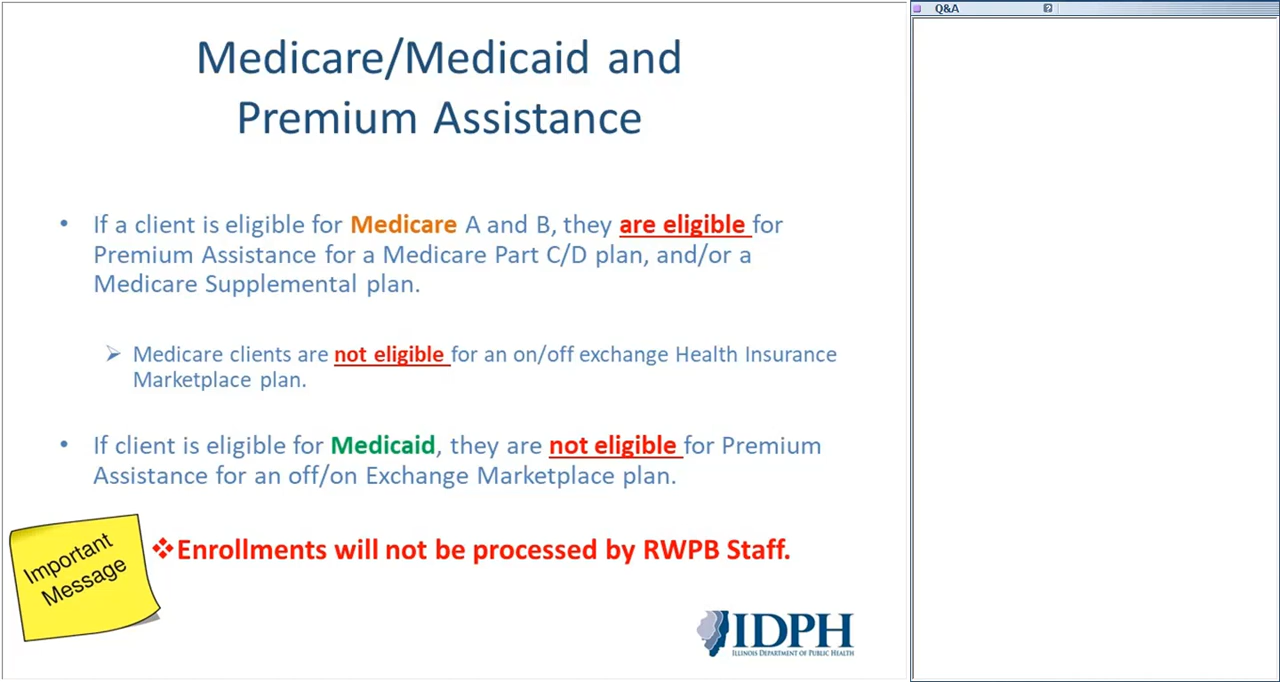 Q&A
Medicare/Medicaid and
Premium Assistance
• If a client is eligible for Medicare A and B, they are eligible for
Premium Assistance for a Medicare Part C/D plan, and/or a
Medicare Supplemental plan.
➢ Medicare clients are not eligible for an on/off exchange Health Insurance
Marketplace plan.
• If client is eligible for Medicaid, they are not eligible for Premium
Assistance for an off/on Exchange Marketplace plan.
Important
Message
❖Enrollments will not be processed by RWPB Staff.
IDPH
ILLINOIS DEPARTMENT OF PUBLIC HEALTH